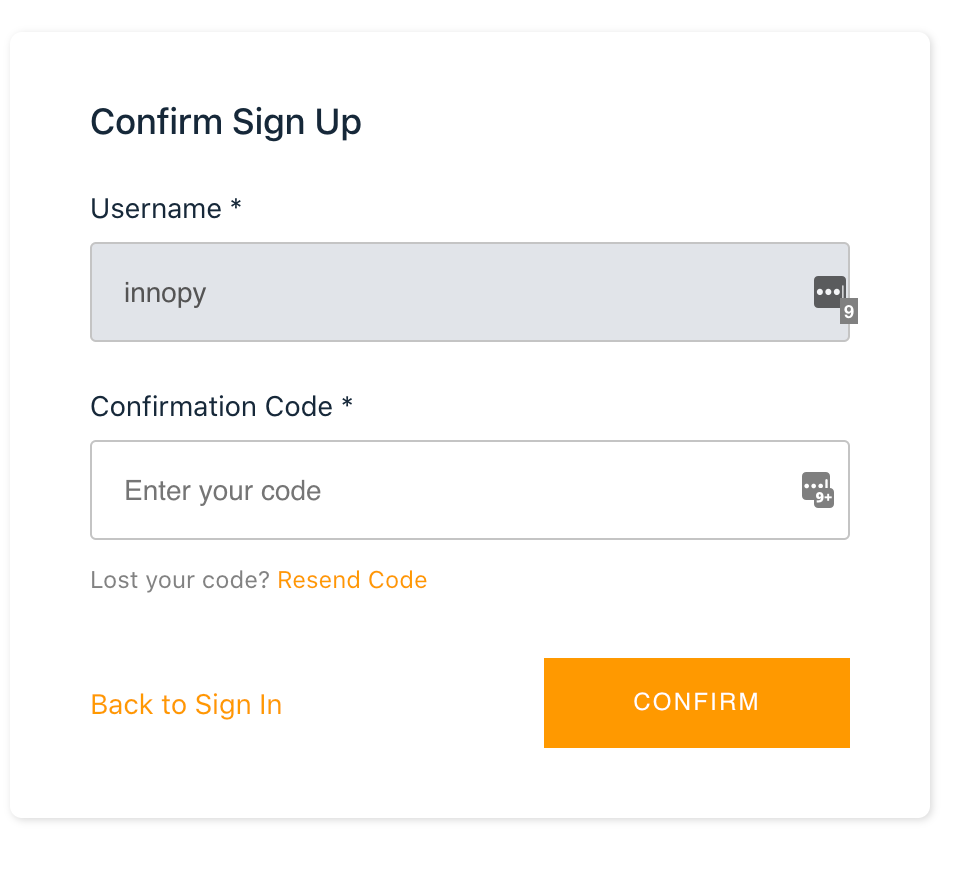 Confirm Sign Up
Username *
innopy
9
Confirmation Code *
Enter your code
9+
Lost your code? Resend Code
Back to Sign In
CONFIRM